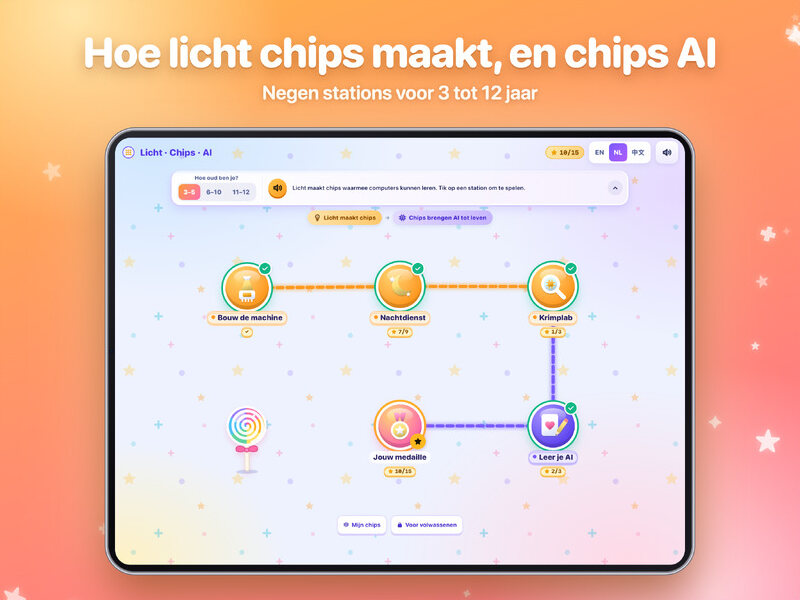 Hoe licht chips maakt, en chips AI
Negen stations voor 3 tot 12 jaar
Licht · Chips · AI
10/15
EN
NL
中文
Hoe oud ben je?
3–5
6–10
11–12
Licht maakt chips waarmee computers kunnen leren. Tik op een station om te spelen.
Licht maakt chips
Chips brengen AI tot leven
Bouw de machine
Nachtdienst
7/9
Krimplab
1/3
Jouw medaille
10/15
Leer je AI
2/3
Mijn chips
Voor volwassenen